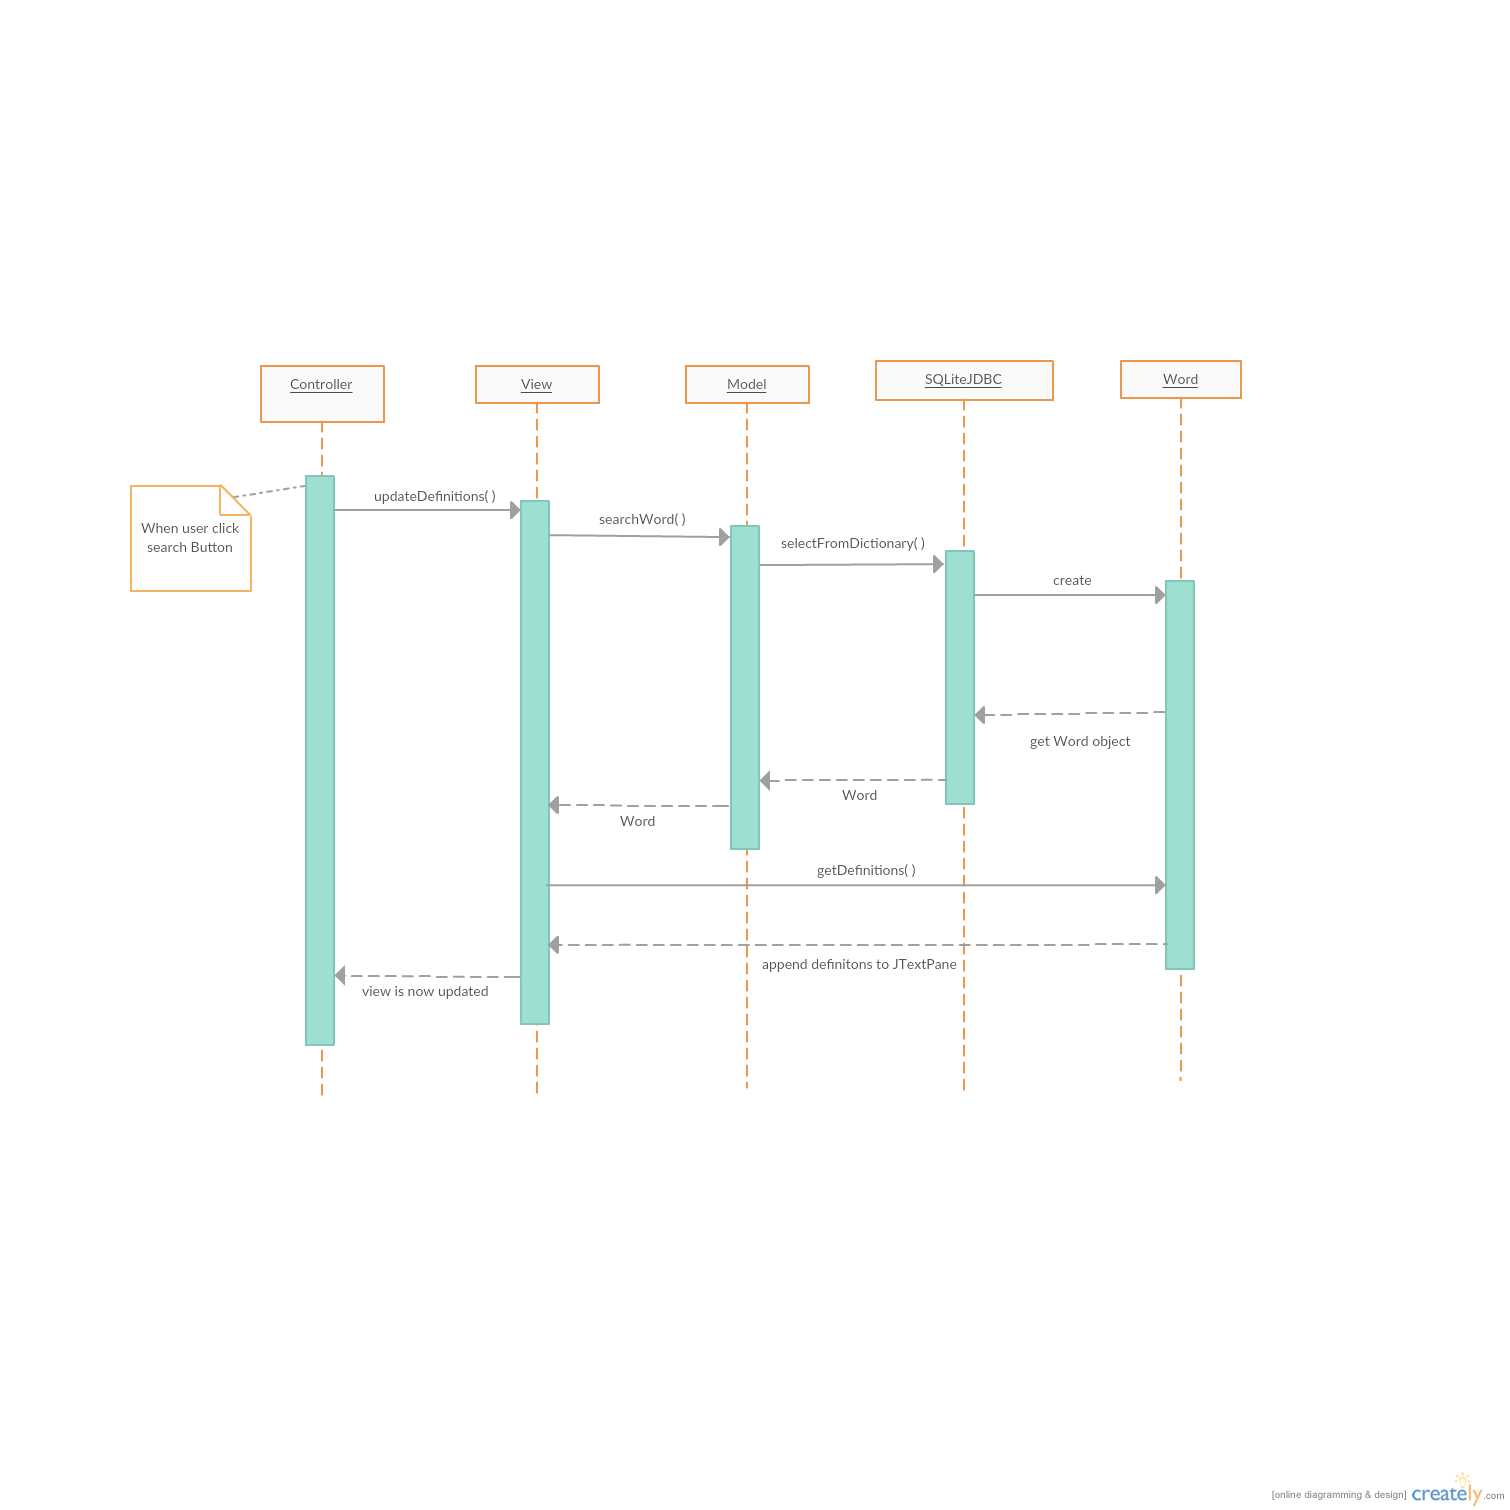 Controller
View
Model
SQLiteJDBC
Word
When user click
search Button
updateDefinitions( )
searchWord( )
selectFromDictionary( )
create
get Word object
Word
Word
getDefinitions( )
append definitons to JTextPane
view is now updated
[online diagramming & design] creately.com